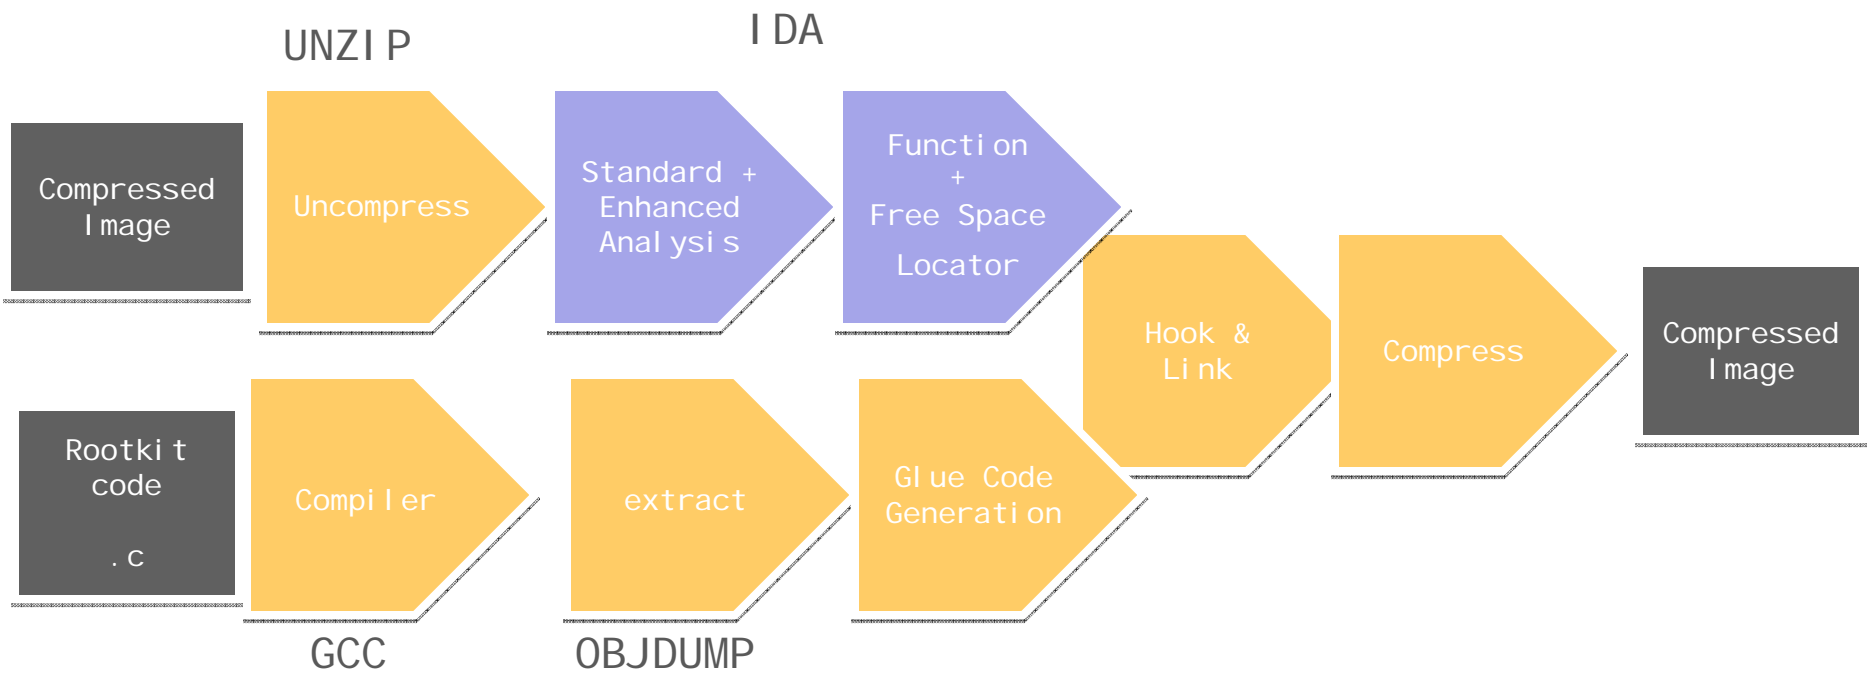 UNZIP
IDA
Compressed
Image
Uncompress
Standard +
Enhanced
Analysis
Function
+
Free Space
Locator
Hook &
Link
Compress
Compressed
Image
Rootkit
code
.c
Compiler
extract
Glue Code
Generation
GCC
OBJDUMP